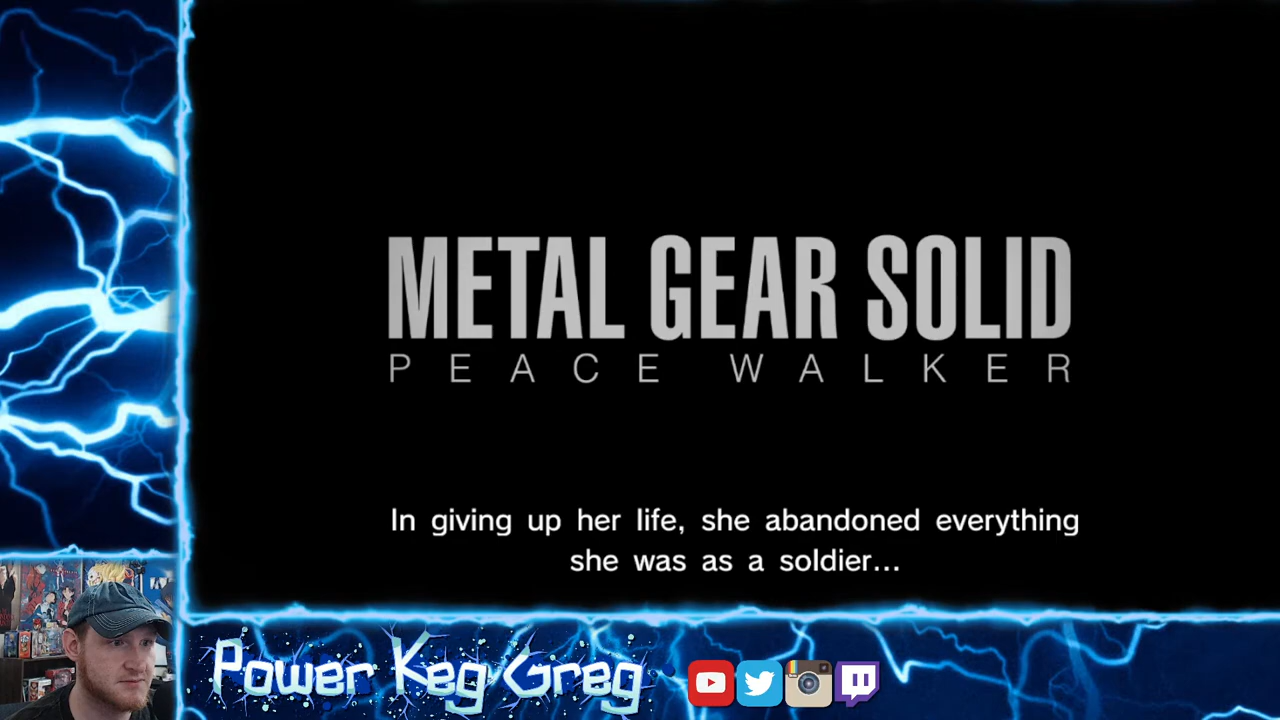 METAL GEAR SOLID
PEACE WALKER
In giving up her life, she abandoned everything
she was as a soldier...
Power Keg Greg